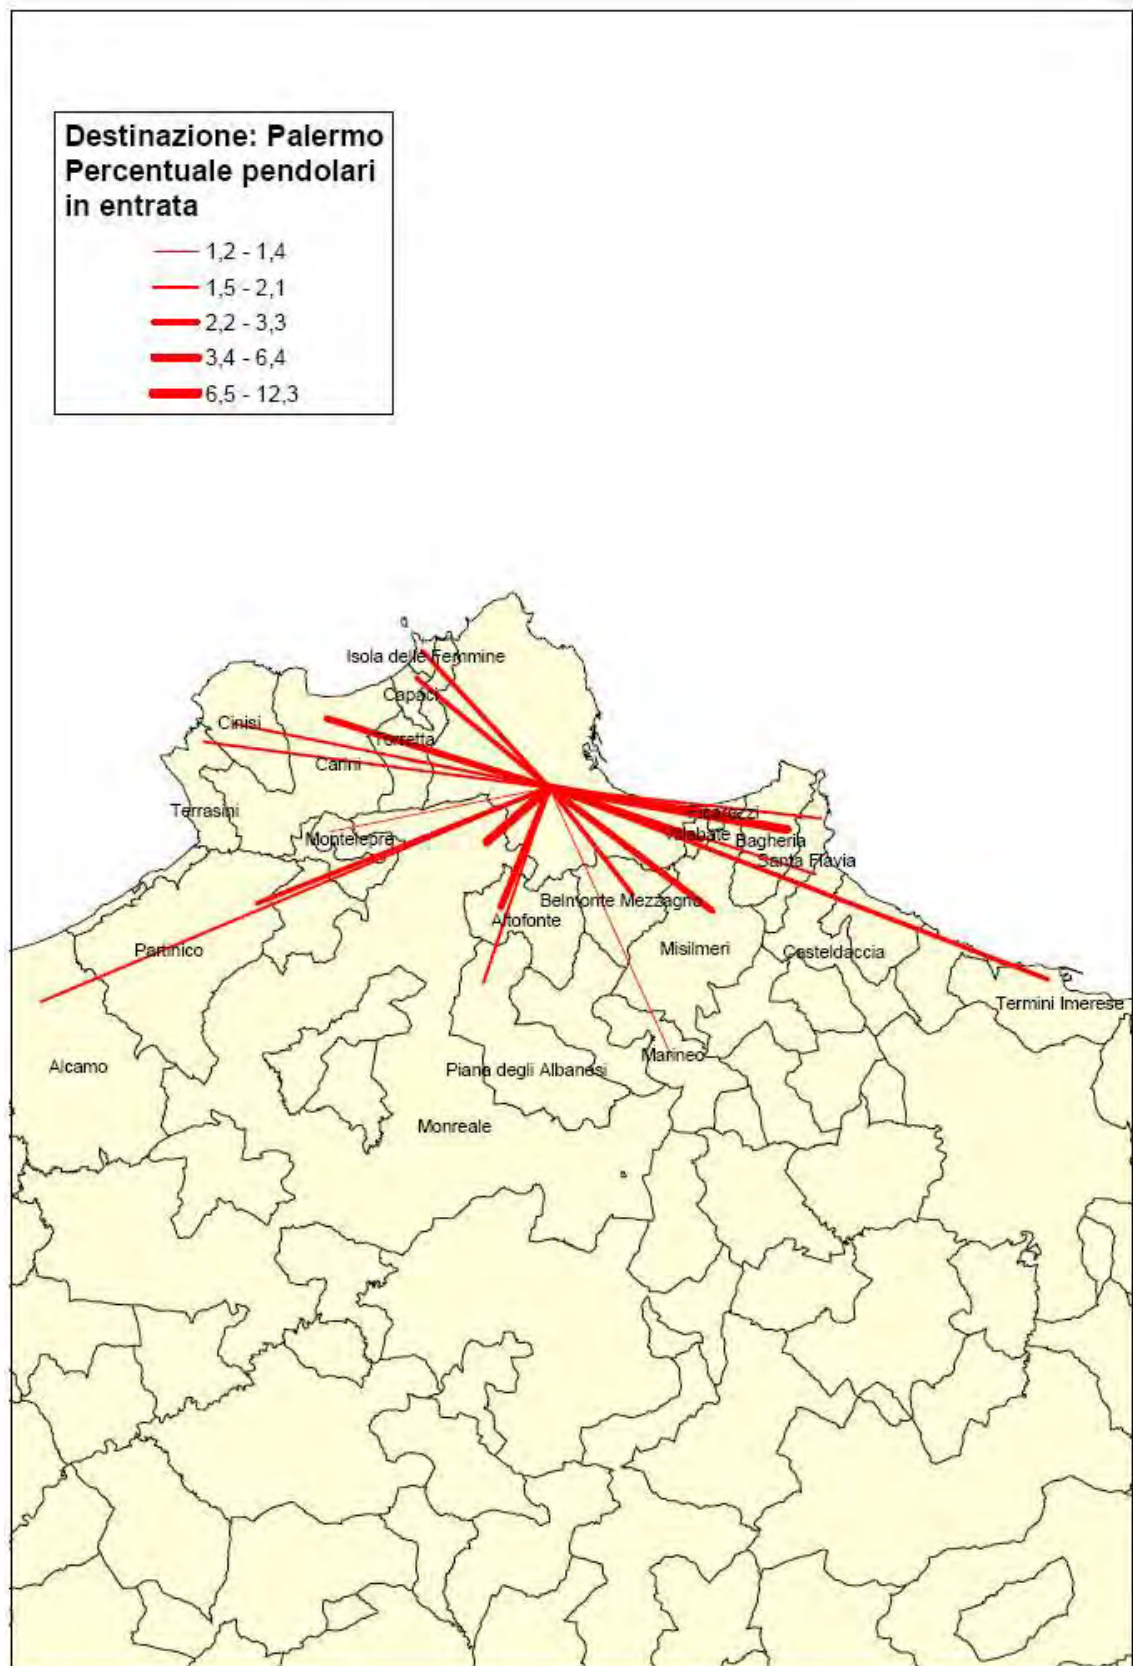 Destinazione: Palermo
Percentuale pendolari
in entrata
1,2 - 1,4
1,5 - 2,1
2,2 - 3,3
3,4 - 6,4
6,5 - 12,3
Isola delle Femmine
Capaci
Cinisi
Torretta
Carini
Terrasini
Ficarazzi
Villabate
Bagheria
Montelepre
Santa Flavia
Belmonte Mezzagno
Altofonte
Partinico
Misilmeri
Casteldaccia
Termini Imerese
Marineo
Alcamo
Piana degli Albanesi
Monreale